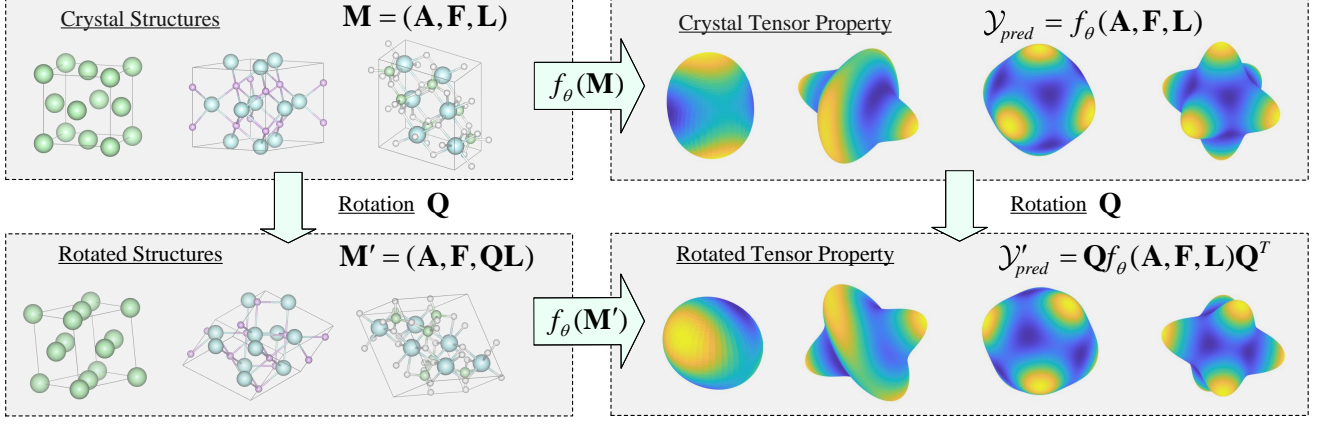 Crystal Structures
M = (A, F, L)
f_θ(M)
Crystal Tensor Property
𝒴_pred = f_θ(A, F, L)
Rotation Q
Rotation Q
Rotated Structures
M′ = (A, F, QL)
f_θ(M′)
Rotated Tensor Property
𝒴′_pred = Qf_θ(A, F, L)Q^T